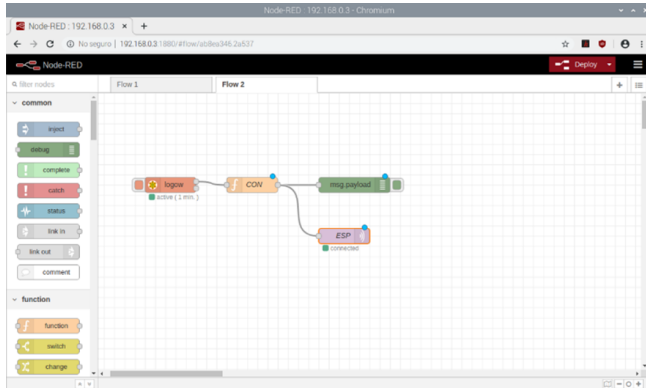 Node-RED : 192.168.0.3 - Chromium
Node-RED : 192.168.0.3
No seguro | 192.168.0.3:1880/#flow/ab8ea346.2a637
Node-RED
Deploy
filter nodes
Flow 1
Flow 2
common
inject
debug
complete
catch
status
link in
link out
comment
function
function
switch
change
logow
active ( 1 min. )
CON
msg.payload
ESP
connected